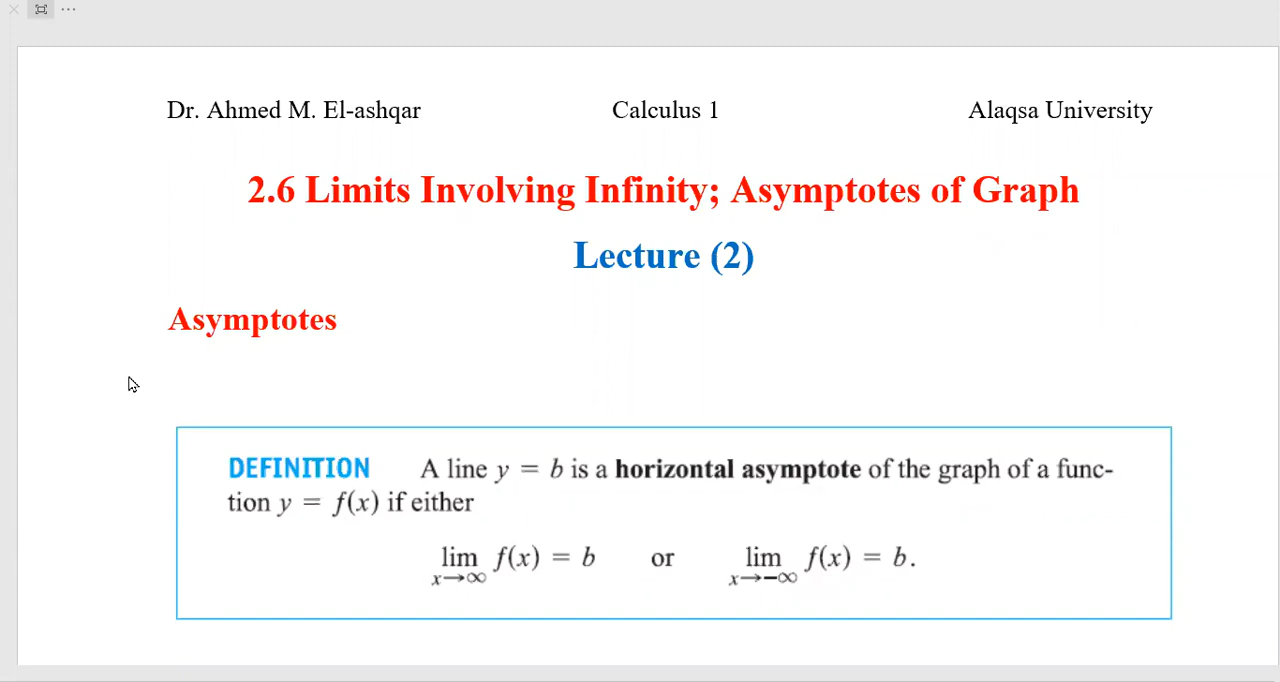 Dr. Ahmed M. El-ashqar Calculus 1 Alaqsa University
2.6 Limits Involving Infinity; Asymptotes of Graph
Lecture (2)
Asymptotes
DEFINITION A line y = b is a horizontal asymptote of the graph of a func-
tion y = f(x) if either
lim f(x) = b or lim f(x) = b.
x→∞ x→−∞